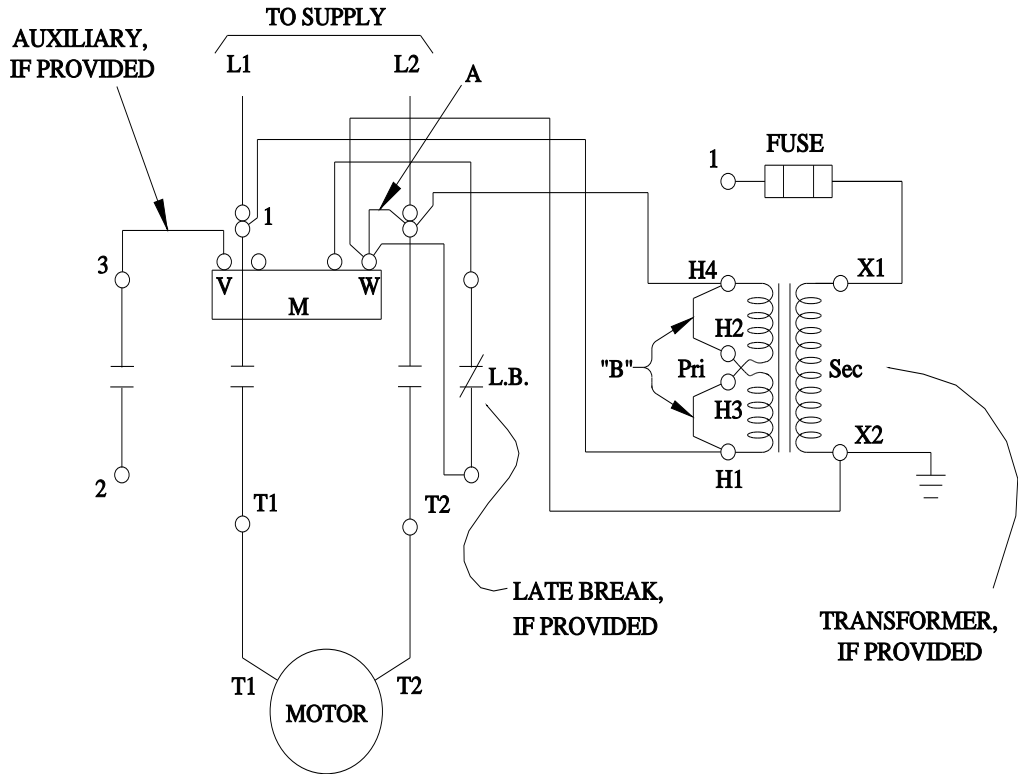 TO SUPPLY
AUXILIARY,
IF PROVIDED
L1
L2
A
FUSE
1
1
3
V
W
M
H4
X1
H2
"B"
Pri
Sec
L.B.
H3
X2
H1
2
T1
T2
LATE BREAK,
IF PROVIDED
TRANSFORMER,
IF PROVIDED
T1
T2
MOTOR